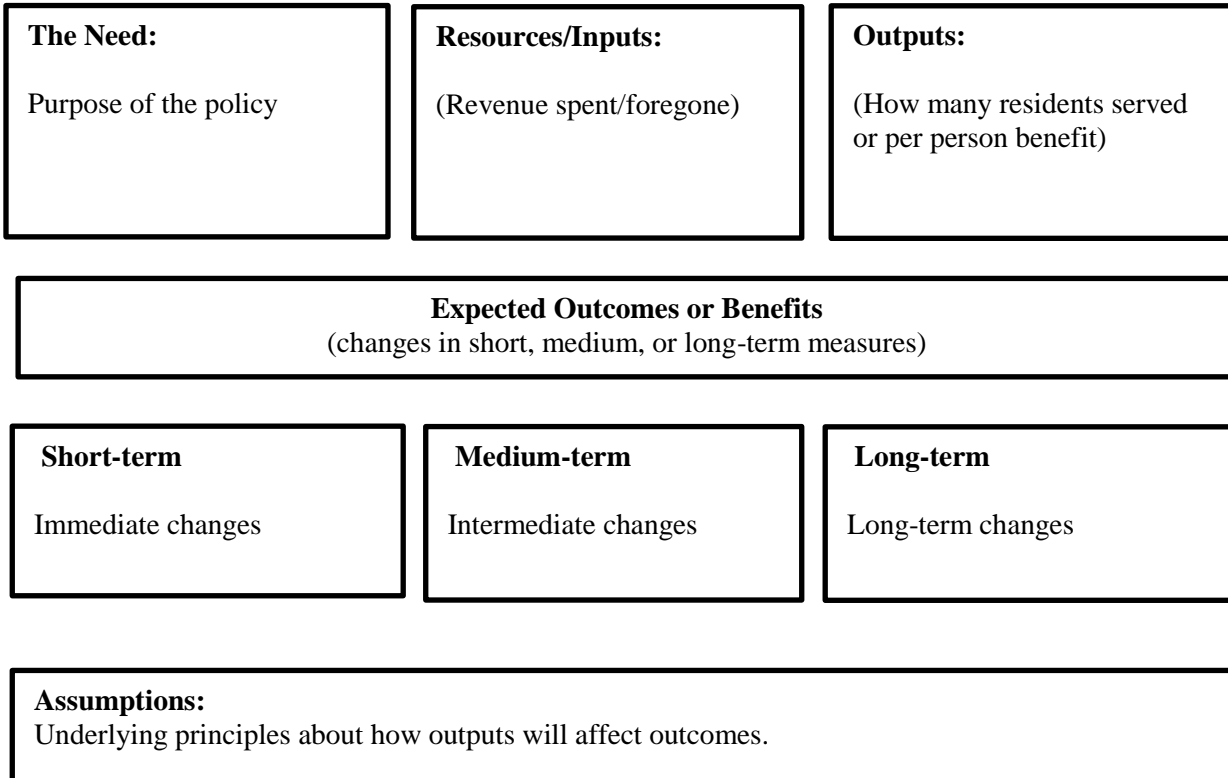 The Need:
Purpose of the policy
Resources/Inputs:
(Revenue spent/foregone)
Outputs:
(How many residents served
or per person benefit)
Expected Outcomes or Benefits
(changes in short, medium, or long-term measures)
Short-term
Immediate changes
Medium-term
Intermediate changes
Long-term
Long-term changes
Assumptions:
Underlying principles about how outputs will affect outcomes.